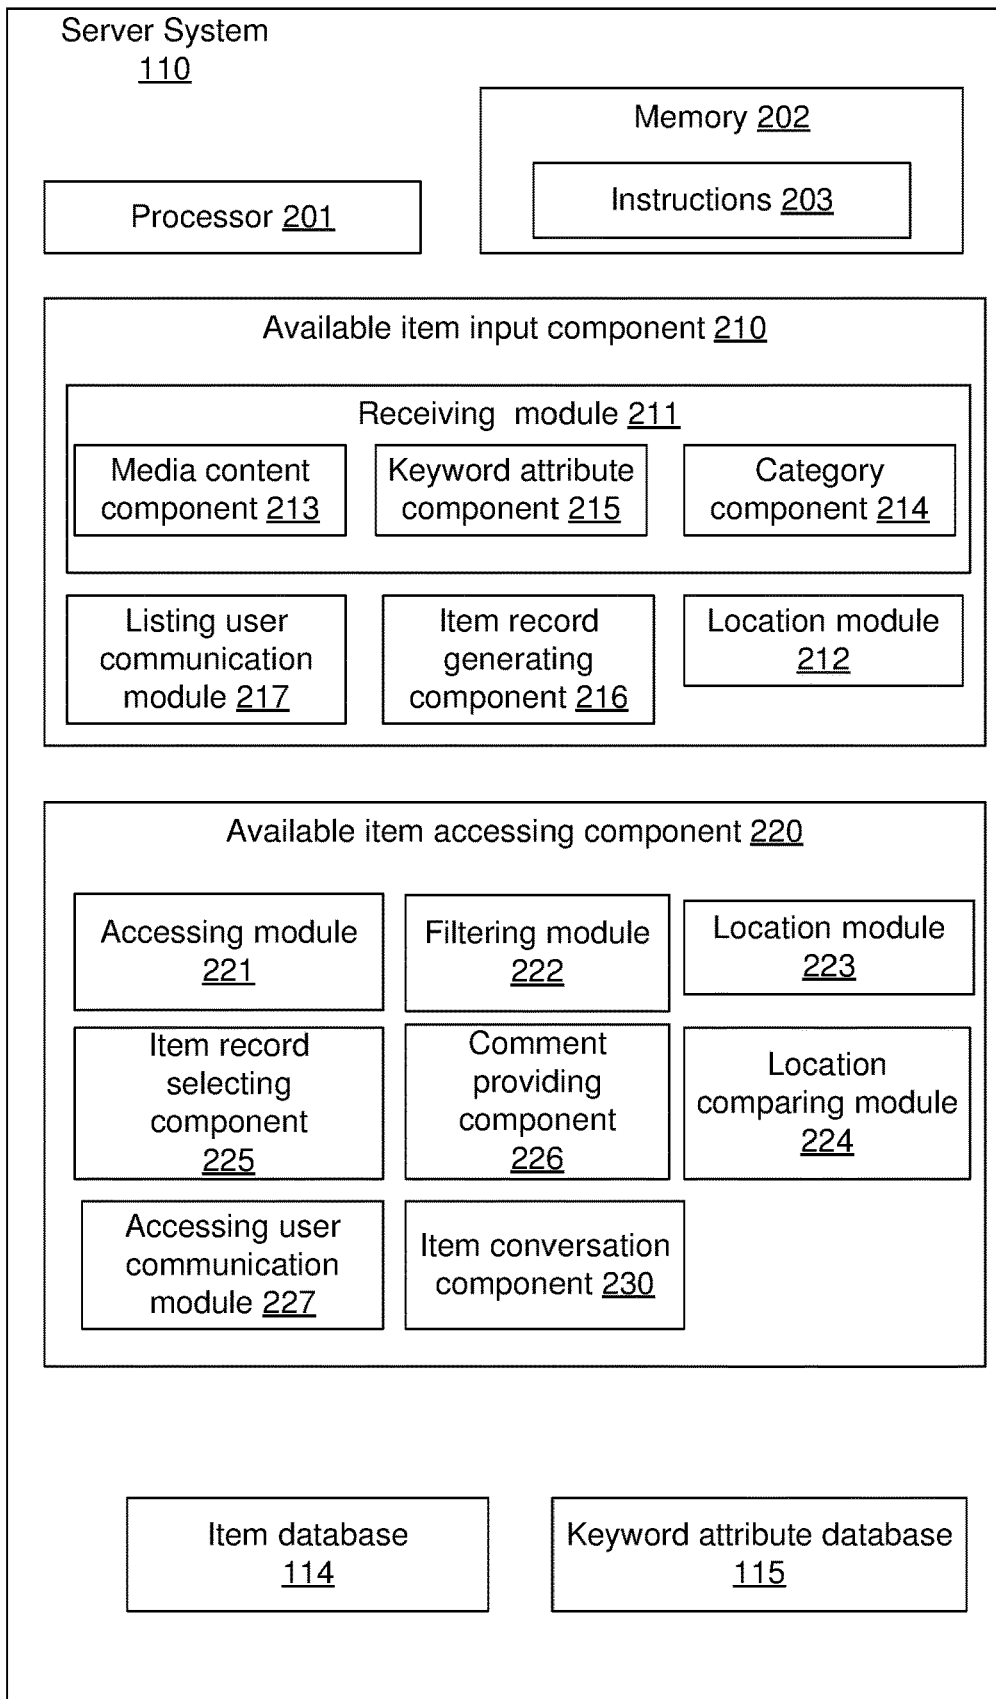 Server System
110
Memory 202
Instructions 203
Processor 201
Available item input component 210
Receiving module 211
Media content
component 213
Keyword attribute
component 215
Category
component 214
Listing user
communication
module 217
Item record
generating
component 216
Location module
212
Available item accessing component 220
Accessing module
221
Filtering module
222
Location module
223
Item record
selecting
component
225
Comment
providing
component
226
Location
comparing module
224
Accessing user
communication
module 227
Item conversation
component 230
Item database
114
Keyword attribute database
115